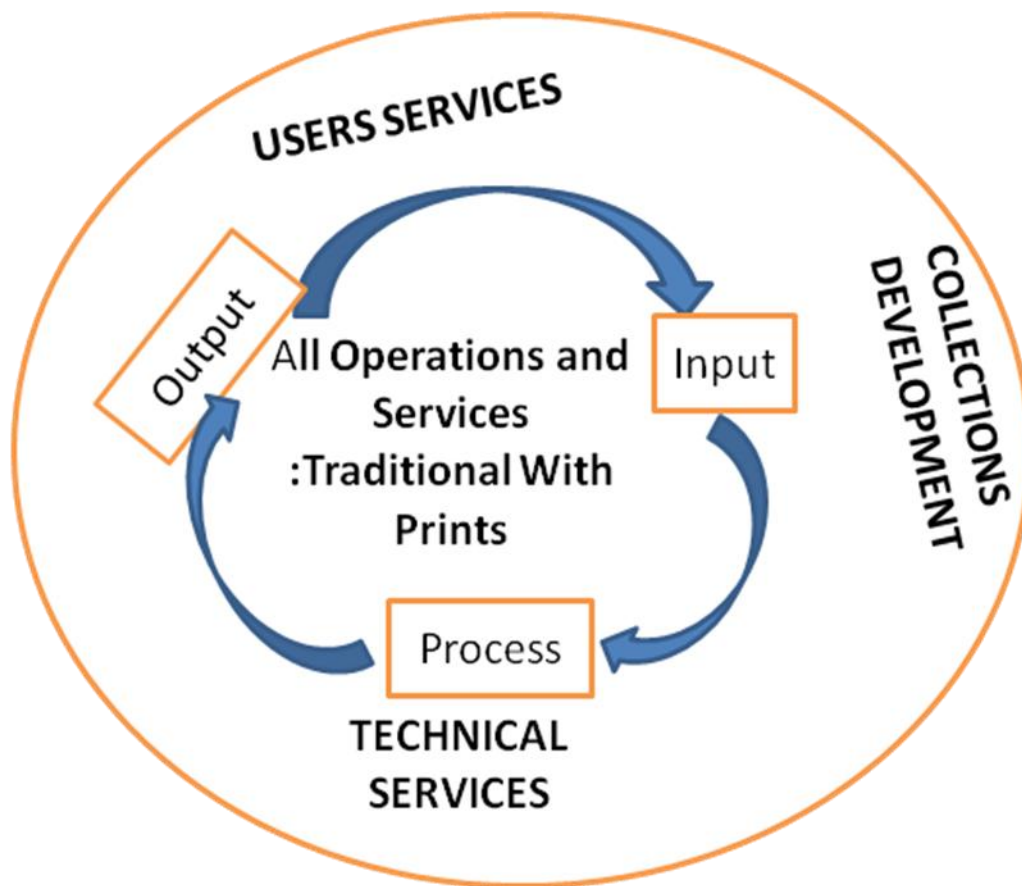 USERS SERVICES
COLLECTIONS
DEVELOPMENT
Output
Input
All Operations and
Services
:Traditional With
Prints
Process
TECHNICAL
SERVICES